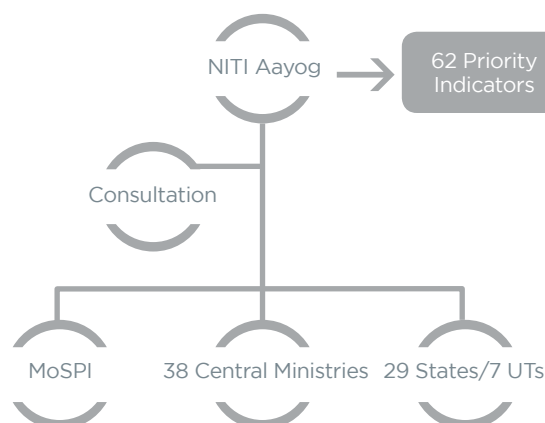 NITI Aayog
62 Priority
Indicators
Consultation
MoSPI
38 Central Ministries
29 States/7 UTs